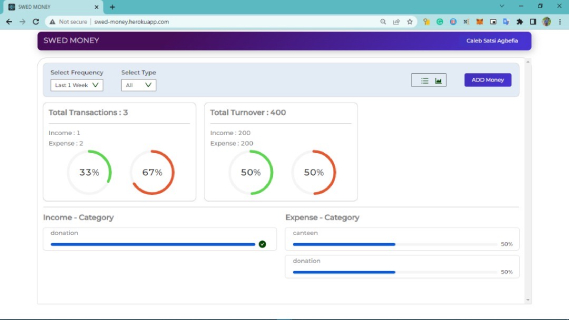 SWED MONEY
Not secure | swed-money.herokuapp.com
SWED MONEY
Caleb Satsi Agbefia
Select Frequency
Select Type
Last 1 Week
All
ADD Money
Total Transactions : 3
Income : 1
Expense : 2
33%
67%
Total Turnover : 400
Income : 200
Expense : 200
50%
50%
Income - Category
donation
Expense - Category
canteen
50%
donation
50%